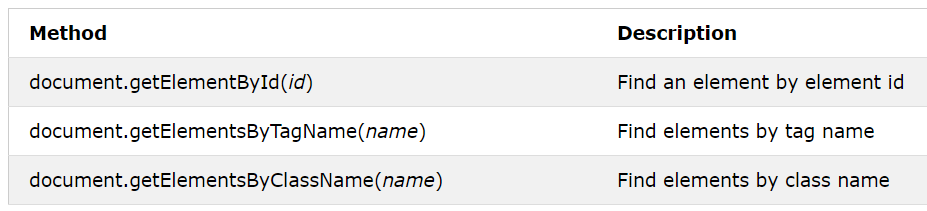 Method Description
document.getElementById(id) Find an element by element id
document.getElementsByTagName(name) Find elements by tag name
document.getElementsByClassName(name) Find elements by class name